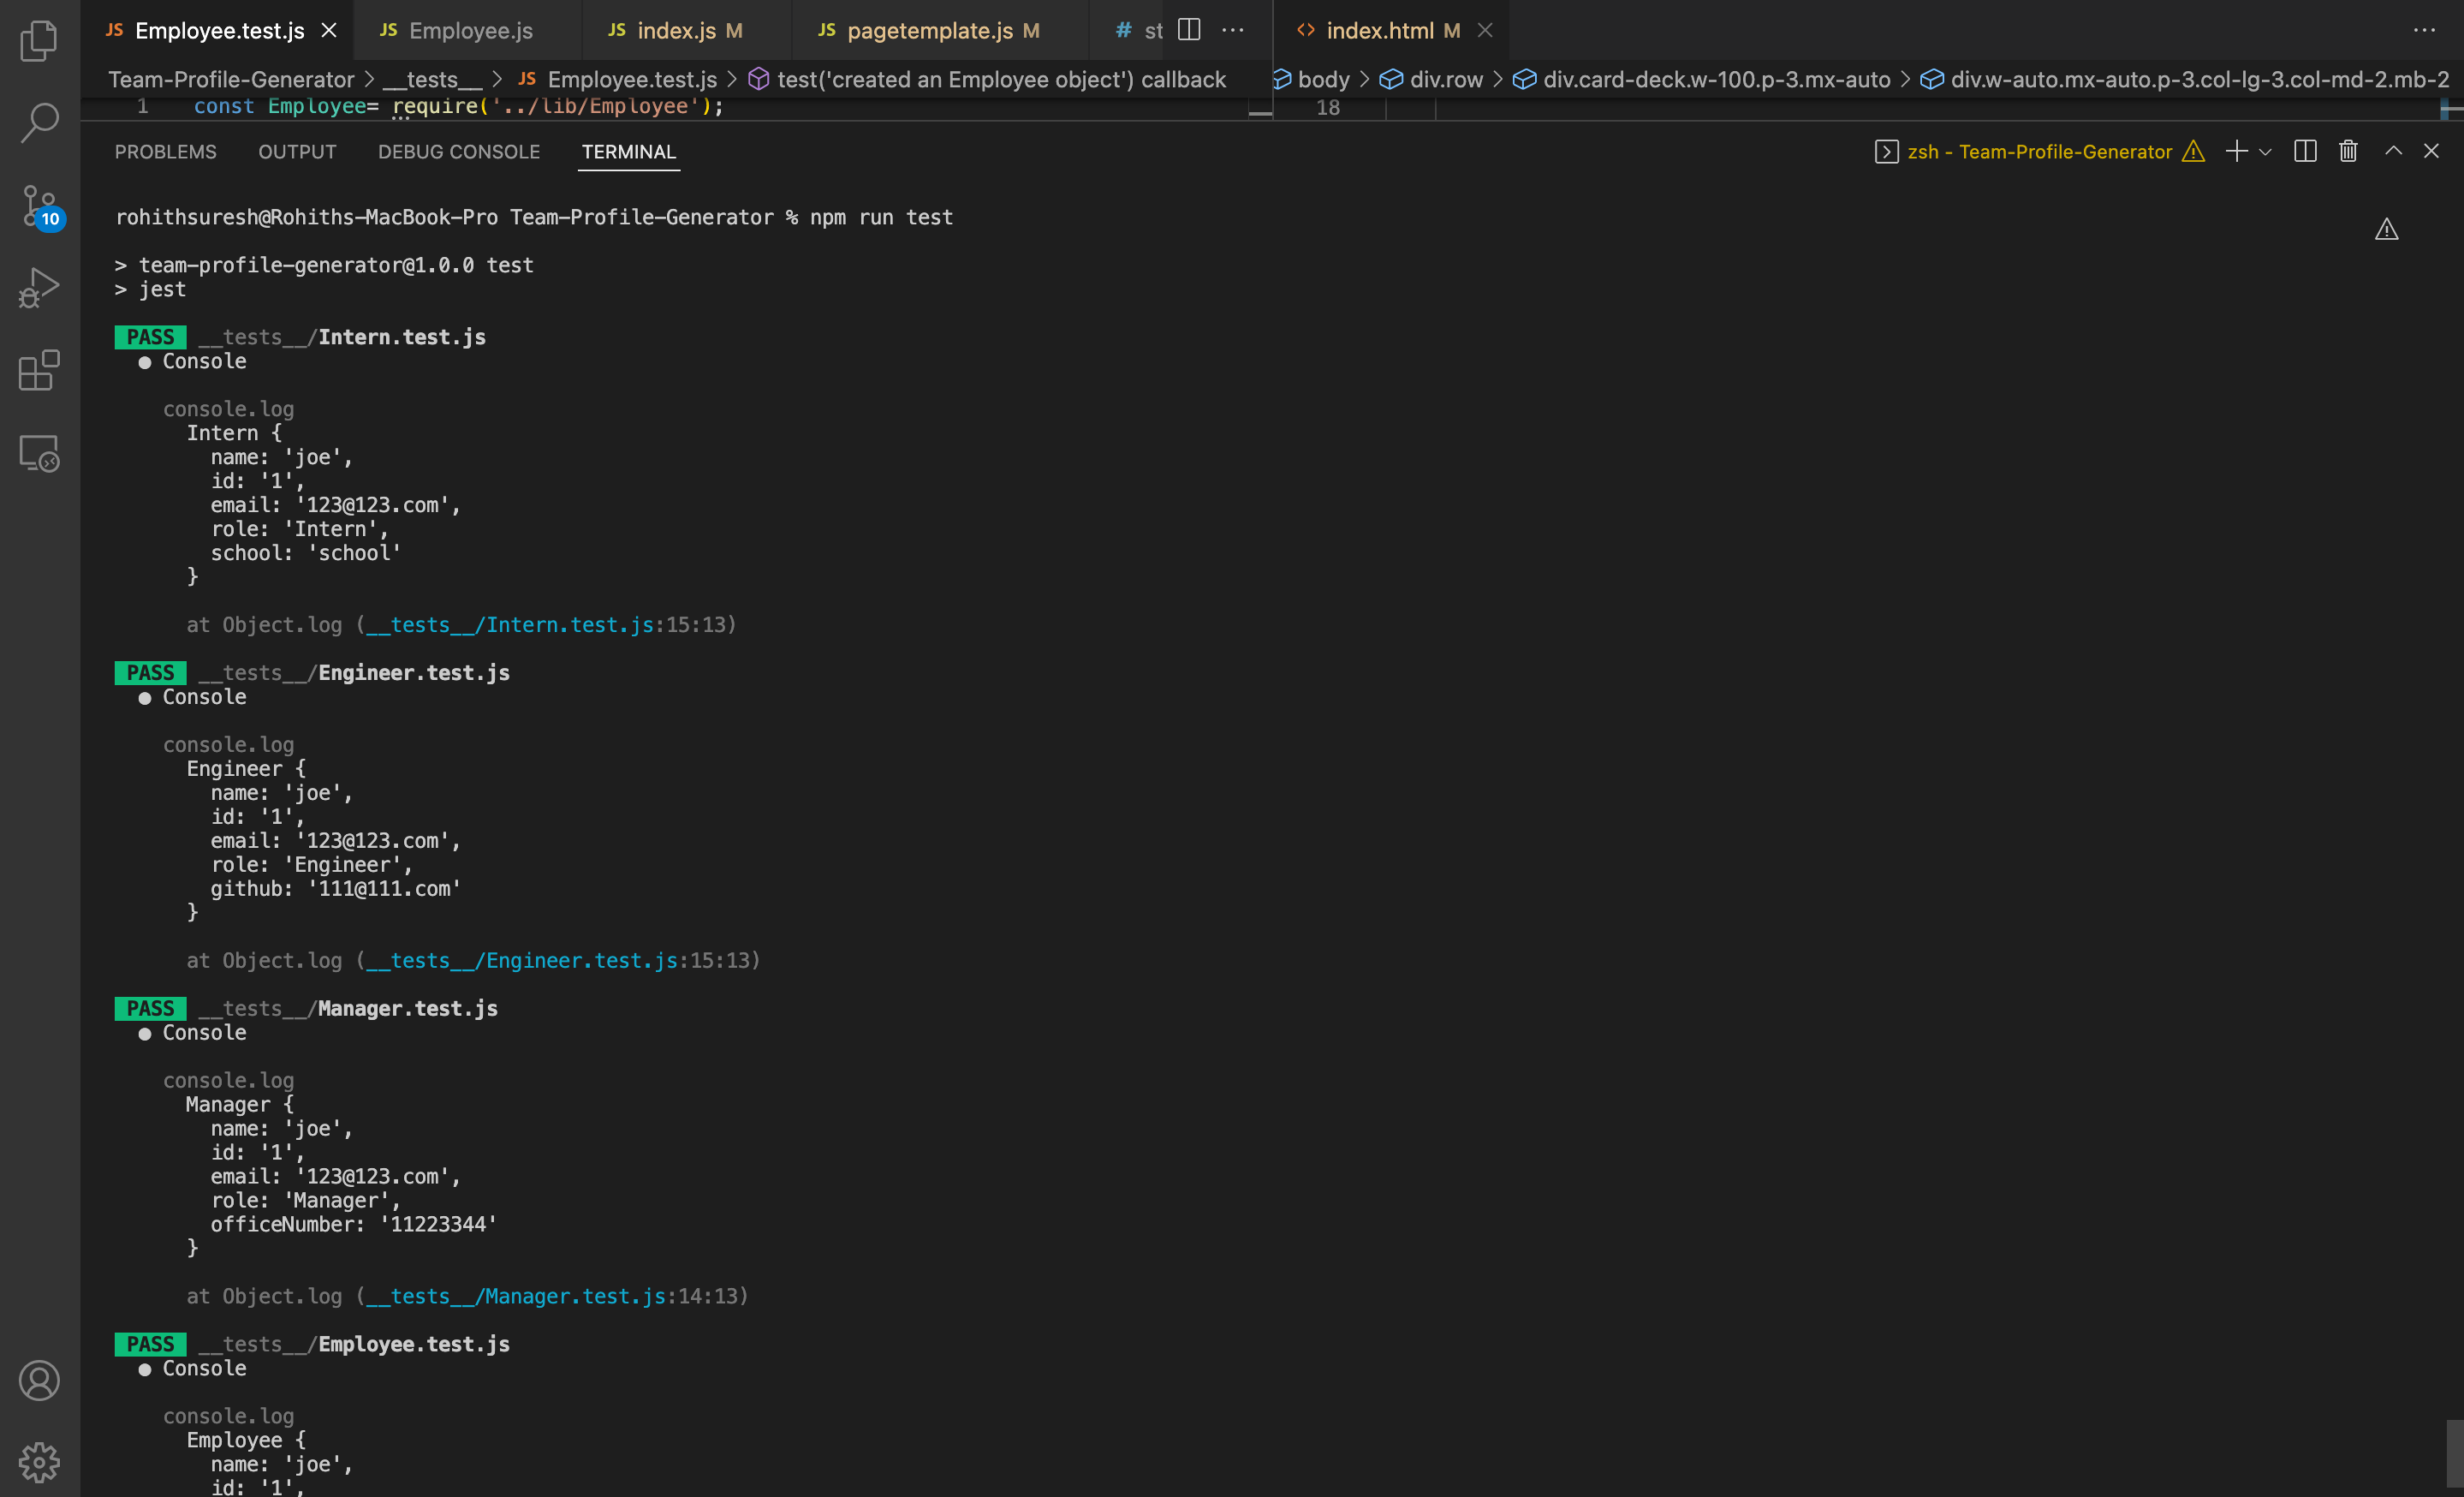 JS Employee.test.js
JS Employee.js
JS index.js M
JS pagetemplate.js M
# st
<> index.html M
Team-Profile-Generator > __tests__ > JS Employee.test.js > test('created an Employee object') callback
body > div.row > div.card-deck.w-100.p-3.mx-auto > div.w-auto.mx-auto.p-3.col-lg-3.col-md-2.mb-2
1 const Employee= require('../lib/Employee');
18
PROBLEMS OUTPUT DEBUG CONSOLE TERMINAL
zsh - Team-Profile-Generator
10
rohithsuresh@Rohiths-MacBook-Pro Team-Profile-Generator % npm run test
> team-profile-generator@1.0.0 test
> jest
PASS __tests__/Intern.test.js
● Console
console.log
Intern {
name: 'joe',
id: '1',
email: '123@123.com',
role: 'Intern',
school: 'school'
}
at Object.log (__tests__/Intern.test.js:15:13)
PASS __tests__/Engineer.test.js
● Console
console.log
Engineer {
name: 'joe',
id: '1',
email: '123@123.com',
role: 'Engineer',
github: '111@111.com'
}
at Object.log (__tests__/Engineer.test.js:15:13)
PASS __tests__/Manager.test.js
● Console
console.log
Manager {
name: 'joe',
id: '1',
email: '123@123.com',
role: 'Manager',
officeNumber: '11223344'
}
at Object.log (__tests__/Manager.test.js:14:13)
PASS __tests__/Employee.test.js
● Console
console.log
Employee {
name: 'joe',
id: '1',